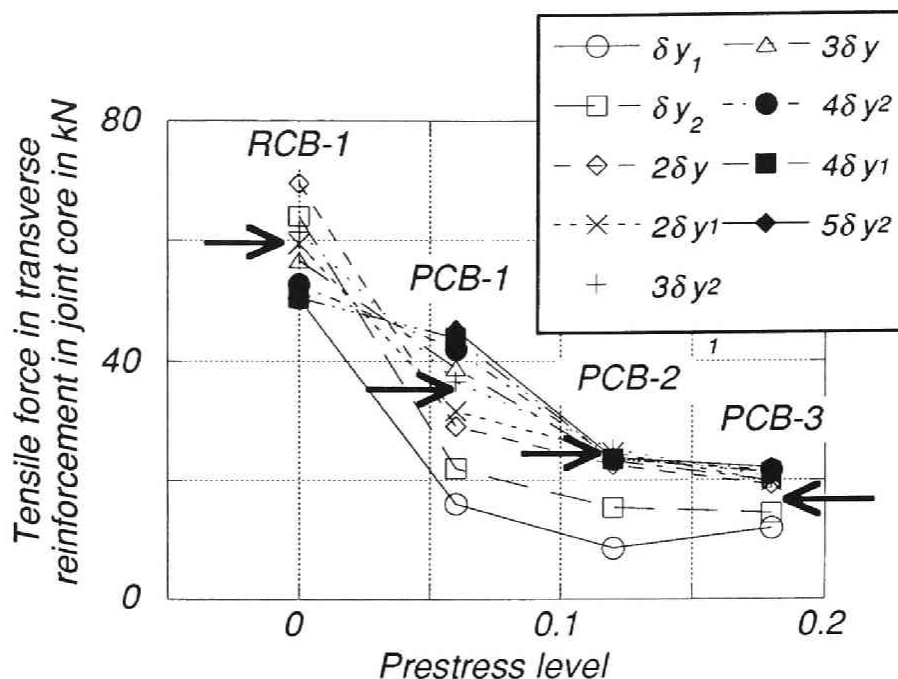 δy1 3δy
δy2 4δy2
2δy 4δy1
2δy1 5δy2
3δy2
Tensile force in transverse
reinforcement in joint core in kN
80
40
0
RCB-1
PCB-1
1
PCB-2
PCB-3
0 0.1 0.2
Prestress level